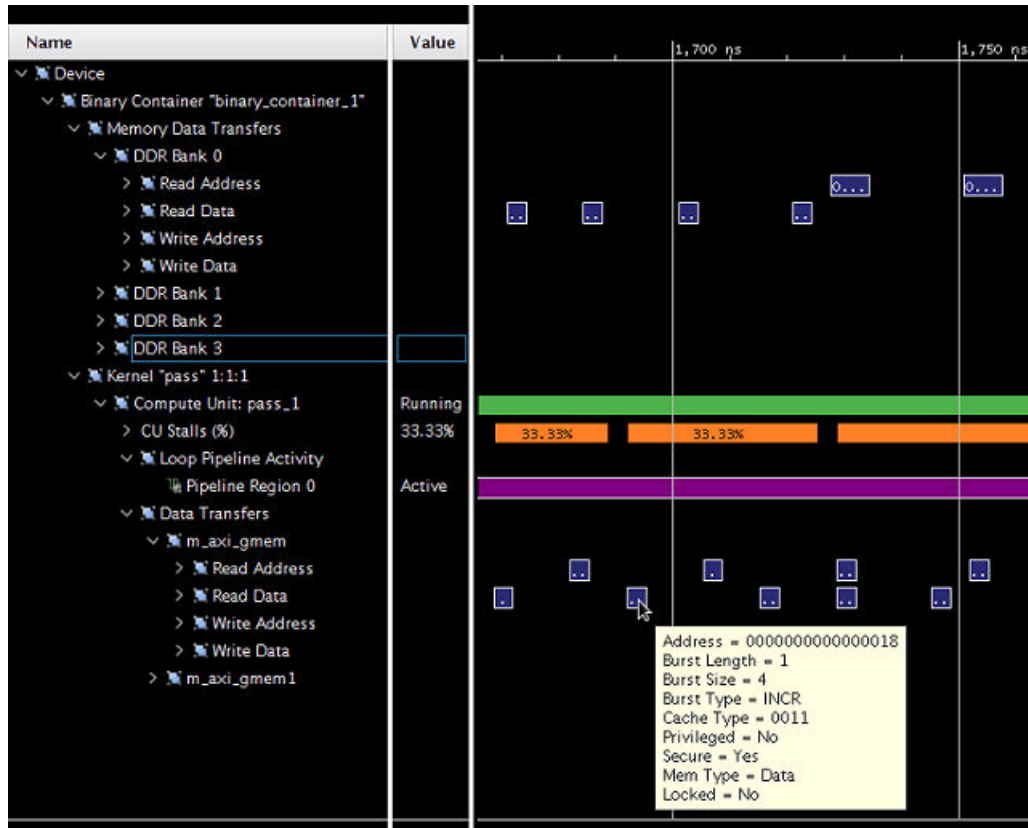 Name Value
1,700 ns 1,750 ns
Device
Binary Container "binary_container_1"
Memory Data Transfers
DDR Bank 0
Read Address 0... 0...
Read Data .. .. .. ..
Write Address
Write Data
DDR Bank 1
DDR Bank 2
DDR Bank 3
Kernel "pass" 1:1:1
Compute Unit: pass_1 Running
CU Stalls (%) 33.33% 33.33% 33.33%
Loop Pipeline Activity
Pipeline Region 0 Active
Data Transfers
m_axi_gmem
Read Address .. . .. ..
Read Data . .. .. .. ..
Write Address
Write Data
m_axi_gmem1
Address = 0000000000000018
Burst Length = 1
Burst Size = 4
Burst Type = INCR
Cache Type = 0011
Privileged = No
Secure = Yes
Mem Type = Data
Locked = No